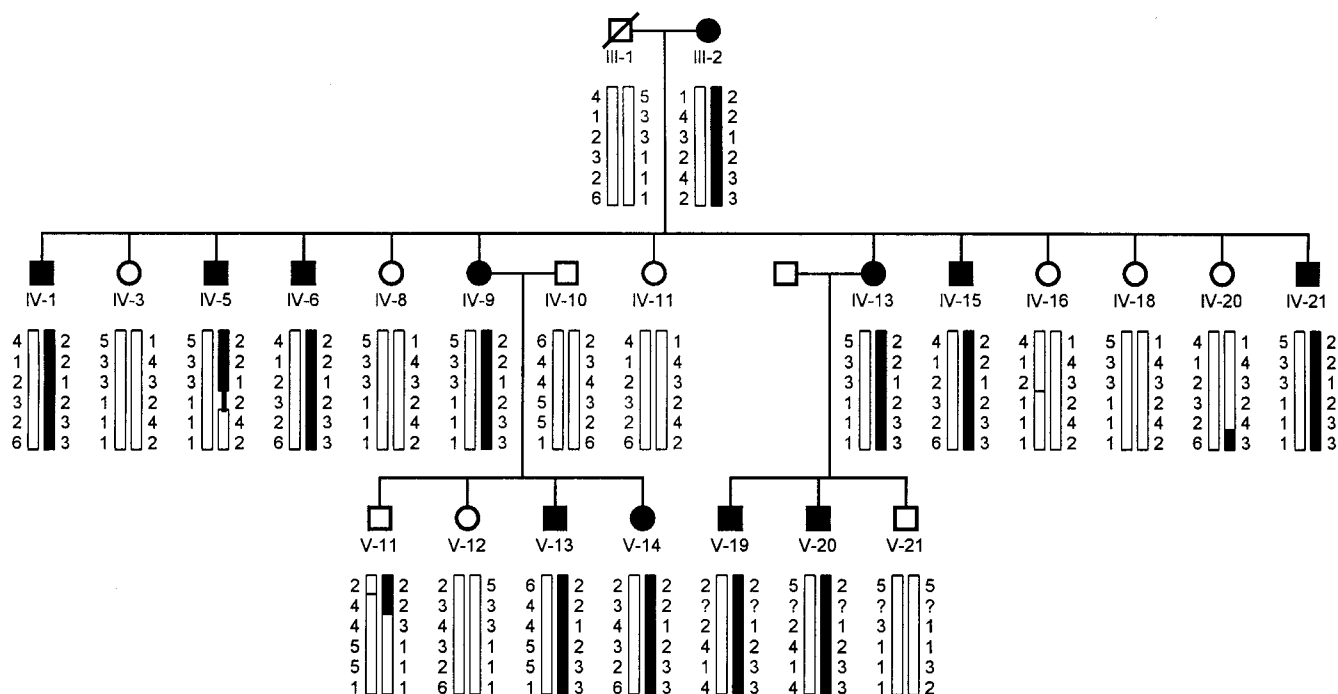 III-1 III-2
4 5 1 2
1 3 4 2
2 3 3 1
3 1 2 2
2 1 4 3
6 1 2 3
IV-1 IV-3 IV-5 IV-6 IV-8 IV-9 IV-10 IV-11 IV-13 IV-15 IV-16 IV-18 IV-20 IV-21
4 2 5 1 5 2 4 2 5 1 5 2 6 2 4 1 5 2 4 2 4 1 5 1 4 1 5 2
1 2 3 4 3 2 1 2 3 4 3 2 4 3 1 4 3 2 1 2 1 4 3 4 1 4 3 2
2 1 3 3 3 1 2 1 3 3 3 1 4 4 2 3 3 1 2 1 2 3 3 3 2 3 3 1
3 2 1 2 1 2 3 2 1 2 1 2 5 3 3 2 1 2 3 2 1 2 1 2 3 2 1 2
2 3 1 4 1 4 2 3 1 4 1 3 5 2 2 4 1 3 2 3 1 4 1 4 2 4 1 3
6 3 1 2 1 2 6 3 1 2 1 3 1 6 6 2 1 3 6 3 1 2 1 2 6 3 1 3
V-11 V-12 V-13 V-14 V-19 V-20 V-21
2 2 2 5 6 2 2 2 2 2 5 2 5 5
4 2 3 3 4 2 3 2 ? ? ? ? ? ?
4 3 4 3 4 1 4 1 2 1 2 1 3 1
5 1 3 1 5 2 3 2 4 2 4 2 1 1
5 1 2 1 5 3 2 3 1 3 1 3 1 3
1 1 6 1 1 3 6 3 4 3 4 3 1 2